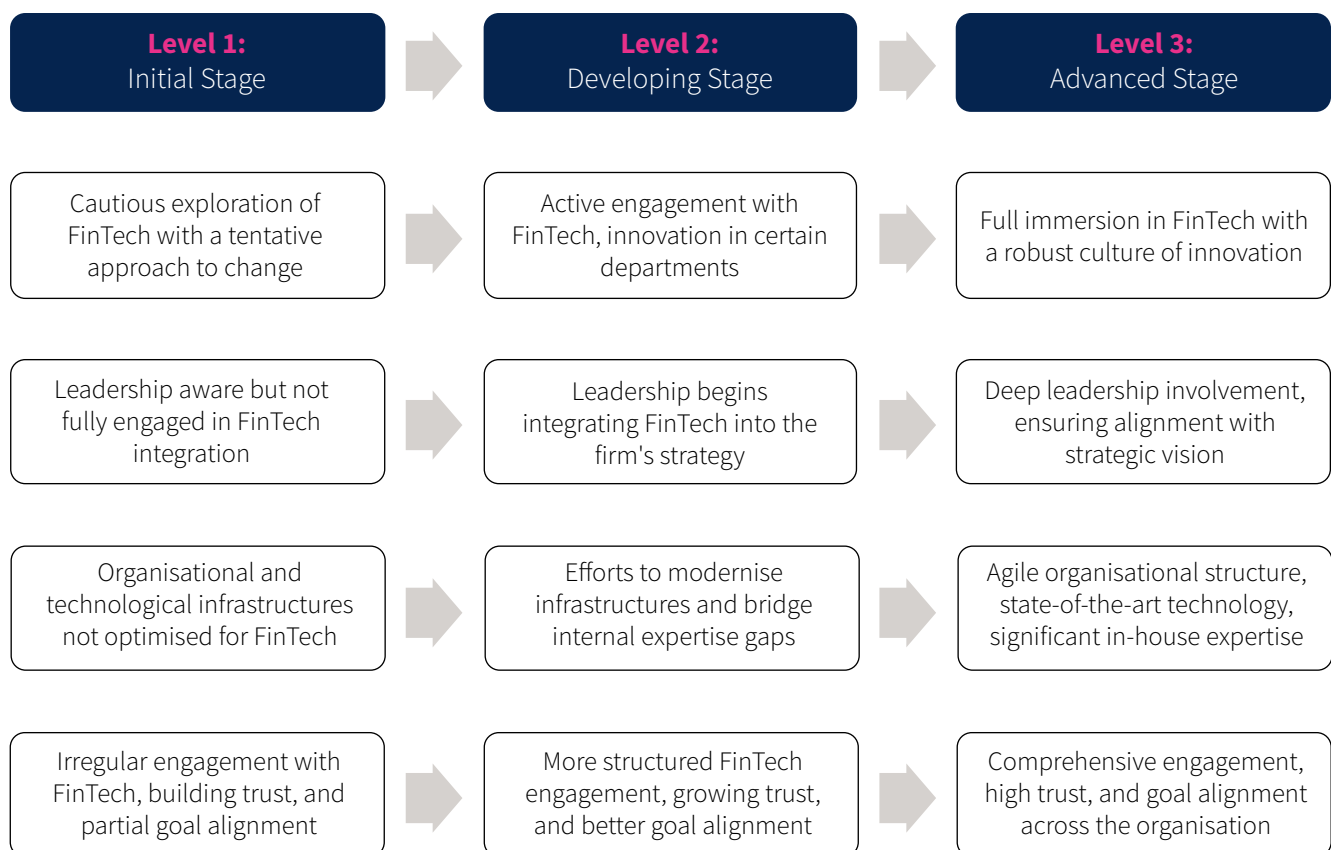 Level 1:
Initial Stage
Level 2:
Developing Stage
Level 3:
Advanced Stage
Cautious exploration of
FinTech with a tentative
approach to change
Active engagement with
FinTech, innovation in certain
departments
Full immersion in FinTech with
a robust culture of innovation
Leadership aware but not
fully engaged in FinTech
integration
Leadership begins
integrating FinTech into the
firm's strategy
Deep leadership involvement,
ensuring alignment with
strategic vision
Organisational and
technological infrastructures
not optimised for FinTech
Efforts to modernise
infrastructures and bridge
internal expertise gaps
Agile organisational structure,
state-of-the-art technology,
significant in-house expertise
Irregular engagement with
FinTech, building trust, and
partial goal alignment
More structured FinTech
engagement, growing trust,
and better goal alignment
Comprehensive engagement,
high trust, and goal alignment
across the organisation